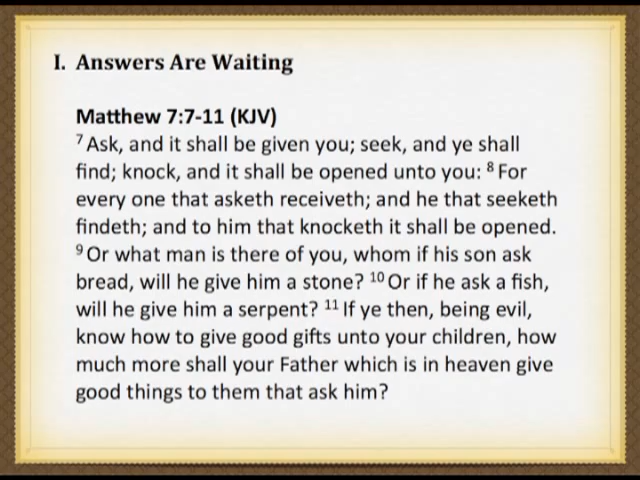 I. Answers Are Waiting
Matthew 7:7-11 (KJV)
7 Ask, and it shall be given you; seek, and ye shall
find; knock, and it shall be opened unto you: 8 For
every one that asketh receiveth; and he that seeketh
findeth; and to him that knocketh it shall be opened.
9 Or what man is there of you, whom if his son ask
bread, will he give him a stone? 10 Or if he ask a fish,
will he give him a serpent? 11 If ye then, being evil,
know how to give good gifts unto your children, how
much more shall your Father which is in heaven give
good things to them that ask him?